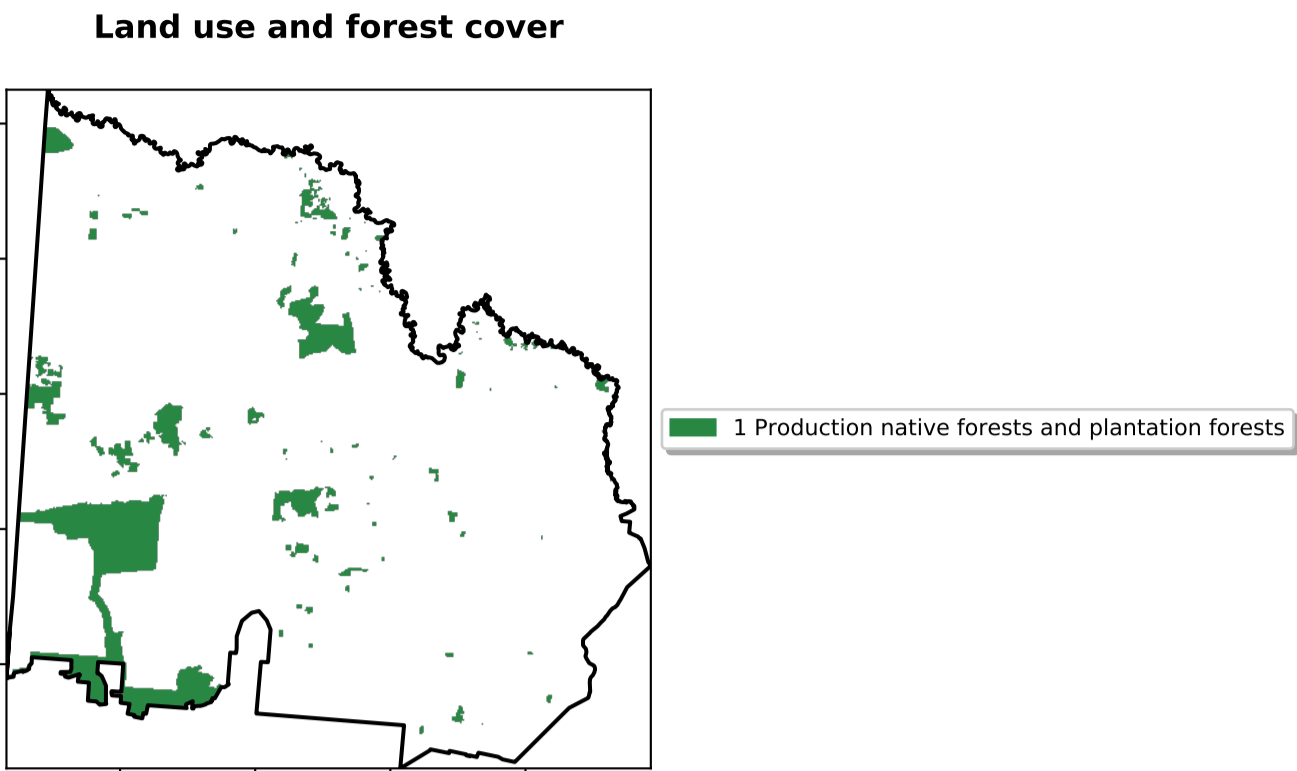 Land use and forest cover
1 Production native forests and plantation forests